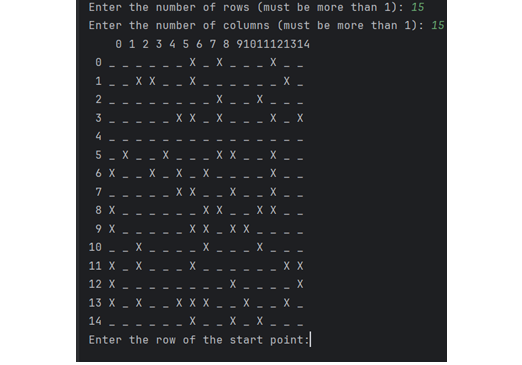 Enter the number of rows (must be more than 1): 15
Enter the number of columns (must be more than 1): 15
0 1 2 3 4 5 6 7 8 91011121314
0 _ _ _ _ _ _ X _ X _ _ _ X _ _
1 _ _ X X _ _ X _ _ _ _ _ _ X _
2 _ _ _ _ _ _ _ _ X _ _ X _ _ _
3 _ _ _ _ _ X X _ X _ _ _ X _ X
4 _ _ _ _ _ _ _ _ _ _ _ _ _ _ _
5 _ X _ _ X _ _ _ X X _ _ X _ _
6 X _ _ X _ X _ X _ _ _ _ X _ _
7 _ _ _ _ _ X X _ _ X _ _ X _ _
8 X _ _ _ _ _ _ X X _ _ X X _ _
9 X _ _ _ _ _ X X _ X X _ _ _ _
10 _ _ X _ _ _ _ X _ _ _ X _ _ _
11 X _ X _ _ _ X _ _ _ _ _ _ X X
12 X _ _ _ _ _ _ _ _ X _ _ _ _ X
13 X _ X _ _ X X X _ _ X _ X _ _
14 _ _ _ _ _ _ X _ _ X _ X _ _ _
Enter the row of the start point: